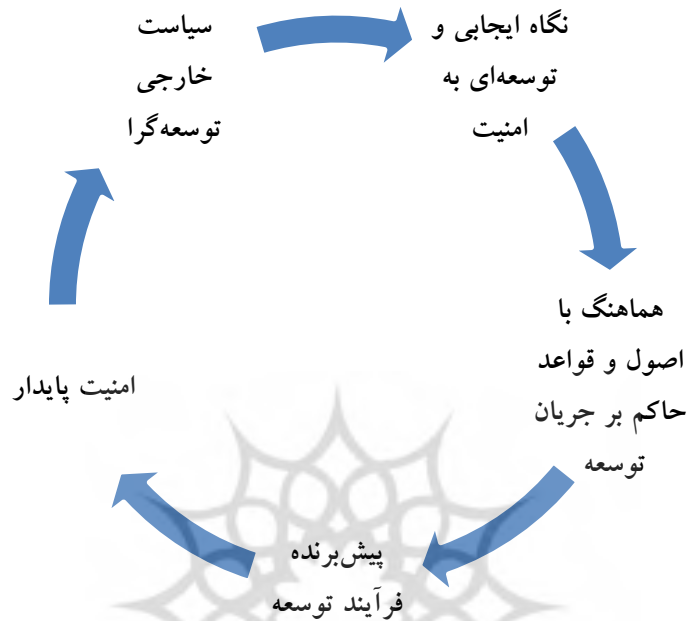 سیاست
خارجی
توسعه‌گرا
نگاه ایجابی و
توسعه‌ای به
امنیت
هماهنگ با
اصول و قواعد
حاکم بر جریان
توسعه
پیش‌برنده
فرآیند توسعه
امنیت پایدار